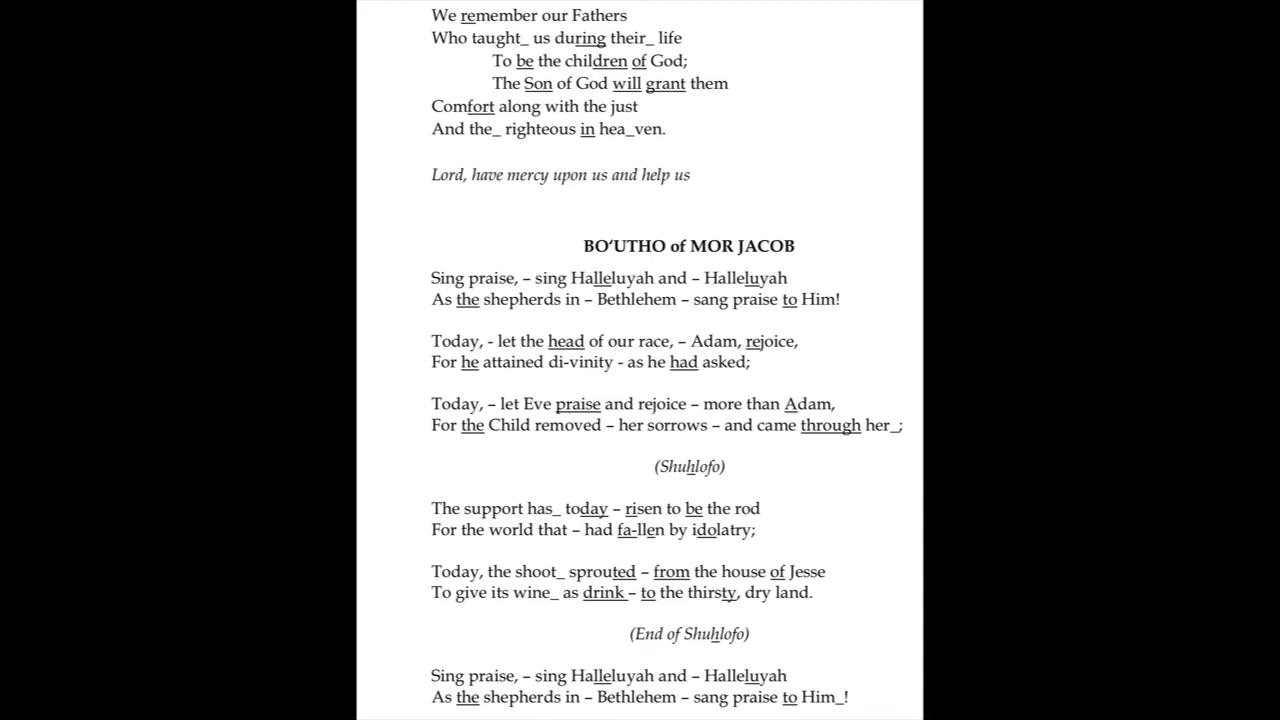 We remember our Fathers
Who taught_ us during their_ life
To be the children of God;
The Son of God will grant them
Comfort along with the just
And the_ righteous in hea_ven.
Lord, have mercy upon us and help us
BO‘UTHO of MOR JACOB
Sing praise, – sing Halleluyah and – Halleluyah
As the shepherds in – Bethlehem – sang praise to Him!
Today, - let the head of our race, – Adam, rejoice,
For he attained di-vinity - as he had asked;
Today, – let Eve praise and rejoice – more than Adam,
For the Child removed – her sorrows – and came through her_;
(Shuhlofo)
The support has_ today – risen to be the rod
For the world that – had fa-llen by idolatry;
Today, the shoot_ sprouted – from the house of Jesse
To give its wine_ as drink – to the thirsty, dry land.
(End of Shuhlofo)
Sing praise, – sing Halleluyah and – Halleluyah
As the shepherds in – Bethlehem – sang praise to Him_!